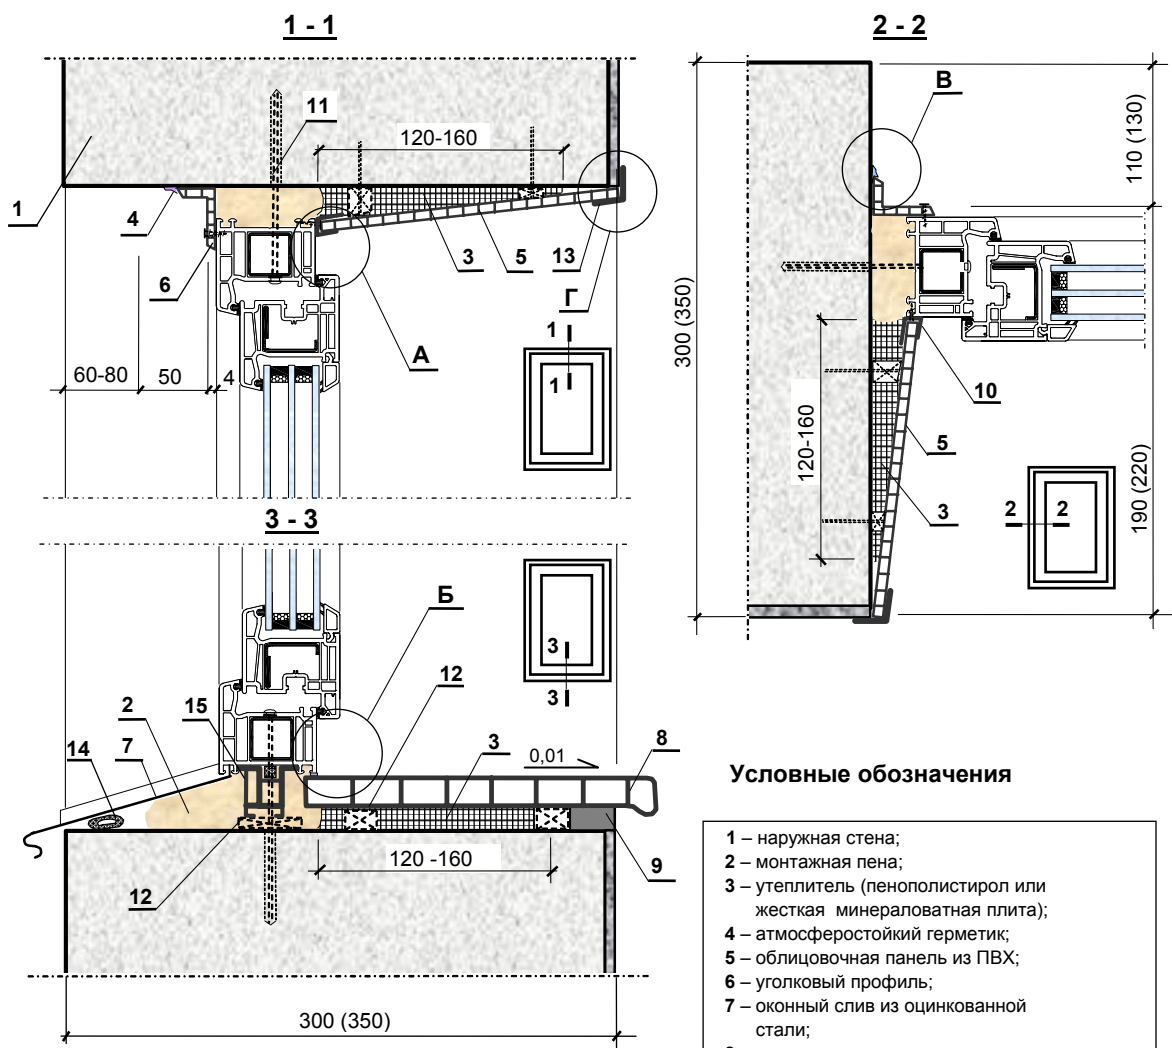 1 - 1
11
120-160
1
4
6
3
5
13
Г
А
60-80
50
4
1
1
2 - 2
В
110 (130)
300 (350)
10
5
120-160
3
2
2
190 (220)
3 - 3
Б
3
3
12
15
2
7
14
3
0,01
8
120 -160
12
9
300 (350)
Условные обозначения
1 – наружная стена;
2 – монтажная пена;
3 – утеплитель (пенополистирол или
жесткая минераловатная плита);
4 – атмосферостойкий герметик;
5 – облицовочная панель из ПВХ;
6 – уголковый профиль;
7 – оконный слив из оцинкованной
стали;